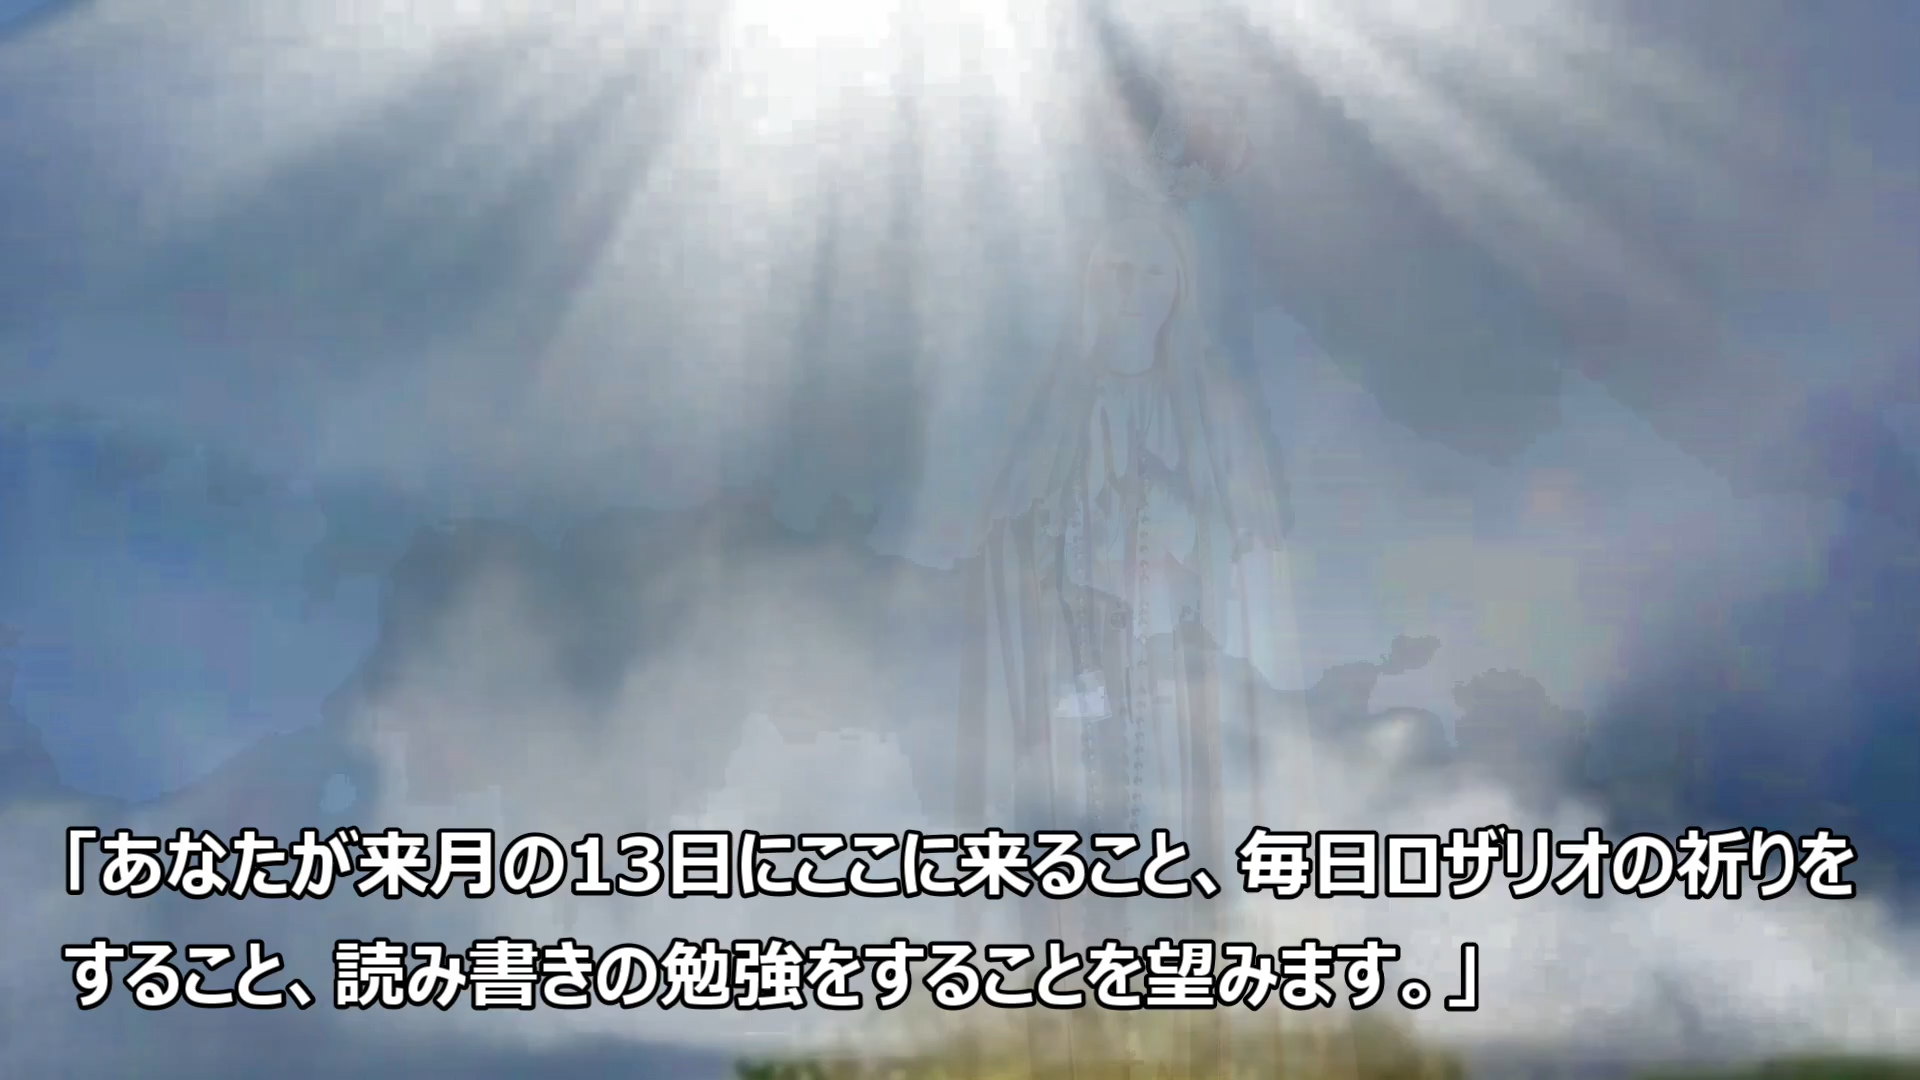 「あなたが来月の13日にここに来ること、毎日ロザリオの祈りを
すること、読み書きの勉強をすることを望みます。」